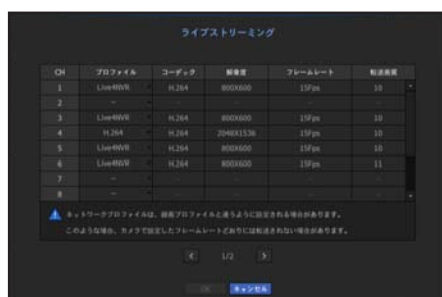 ライブストリーミング
CH プロファイル コーデック 解像度 フレームレート 転送画質
1 Live4NVR H.264 800X600 15Fps 10
2 - - - - -
3 Live4NVR H.264 800X600 15Fps 10
4 H.264 H.264 2048X1536 15Fps 10
5 Live4NVR H.264 800X600 15Fps 10
6 Live4NVR H.264 800X600 15Fps 11
7 - - - - -
8 - - - - -
ネットワークプロファイルは、録画プロファイルと違うように設定される場合があります。
このような場合、カメラで設定したフレームレートどおりには転送されない場合があります。
< 1/2 >
OK キャンセル